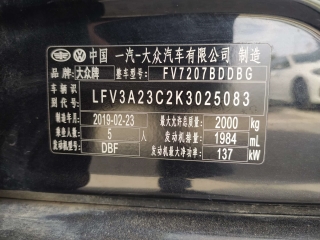 中国 一汽-大众汽车有限公司 制造
品牌 大众牌 整车型号 FV7207BDDBG
车辆识别代号 LFV3A23C2K3025083
制造年月 2019-02-23 最大允许总质量 2000 kg
乘坐人数 5 人 发动机排量 1984 mL
发动机型号 DBF 发动机最大净功率 137 kW